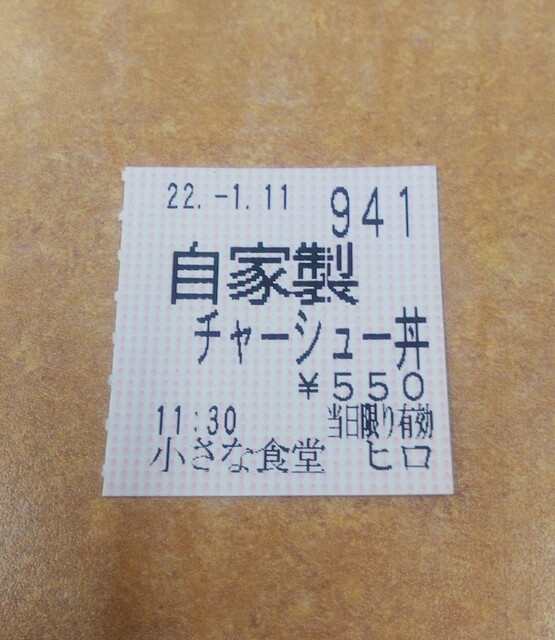 22.-1.11 941
自家製
チャーシュー丼
¥550
11:30 当日限り有効
小さな食堂 ヒロ